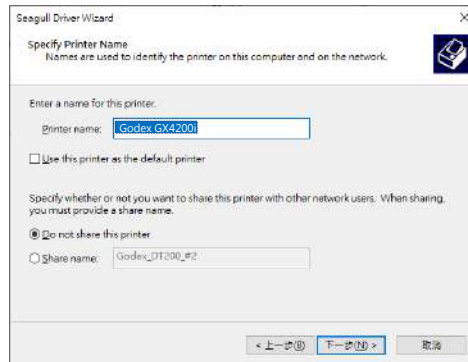 Seagull Driver Wizard
Specify Printer Name
Names are used to identify the printer on this computer and on the network.
Enter a name for this printer.
Printer name:
Godex GX4200i
Use this printer as the default printer
Specify whether or not you want to share this printer with other network users. When sharing,
you must provide a share name.
Do not share this printer
Share name:
Godex_DT200_#2
< 上一步(B)
下一步(N) >
取消